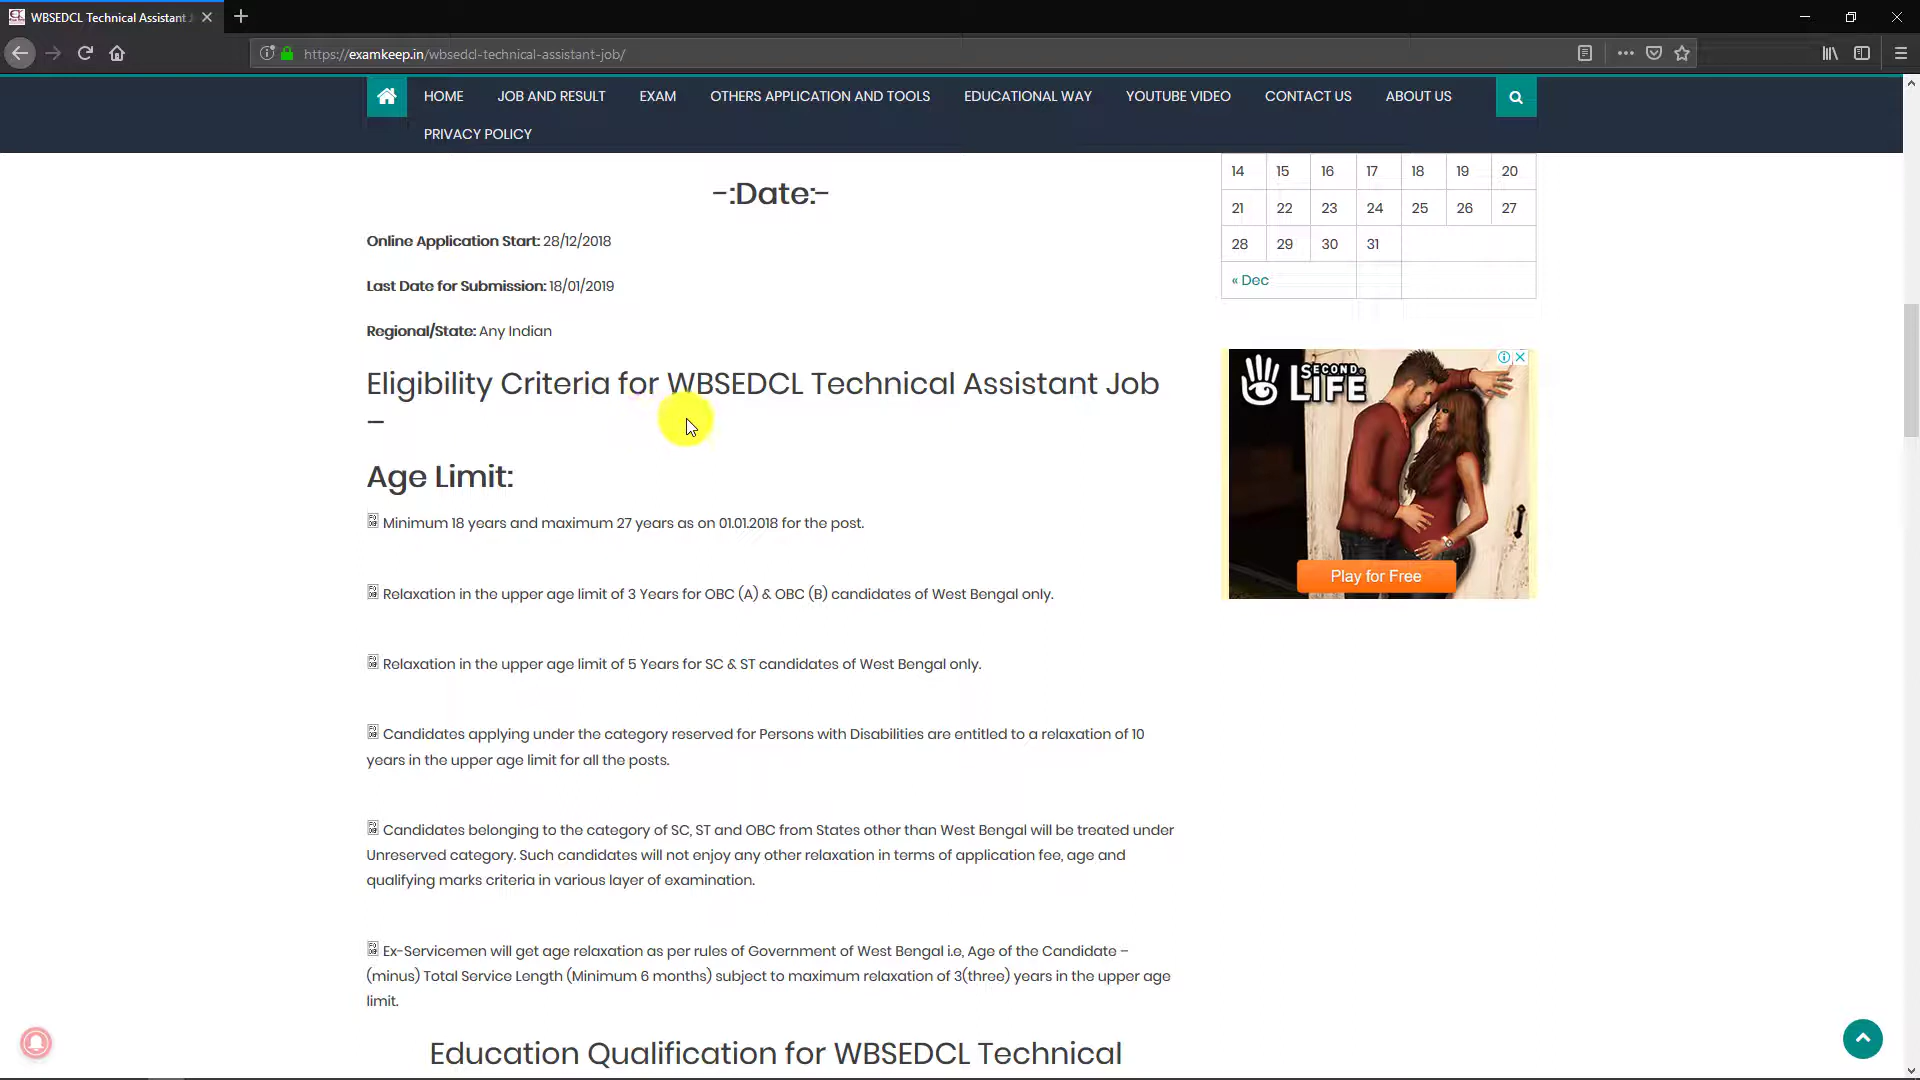 WBSEDCL Technical Assistant J
https://examkeep.in/wbsedcl-technical-assistant-job/
HOME JOB AND RESULT EXAM OTHERS APPLICATION AND TOOLS EDUCATIONAL WAY YOUTUBE VIDEO CONTACT US ABOUT US
PRIVACY POLICY
14 15 16 17 18 19 20
21 22 23 24 25 26 27
28 29 30 31
« Dec
-:Date:-
Online Application Start: 28/12/2018
Last Date for Submission: 18/01/2019
Regional/State: Any Indian
Eligibility Criteria for WBSEDCL Technical Assistant Job
–
Age Limit:
Minimum 18 years and maximum 27 years as on 01.01.2018 for the post.
Relaxation in the upper age limit of 3 Years for OBC (A) & OBC (B) candidates of West Bengal only.
Relaxation in the upper age limit of 5 Years for SC & ST candidates of West Bengal only.
Candidates applying under the category reserved for Persons with Disabilities are entitled to a relaxation of 10
years in the upper age limit for all the posts.
Candidates belonging to the category of SC, ST and OBC from States other than West Bengal will be treated under
Unreserved category. Such candidates will not enjoy any other relaxation in terms of application fee, age and
qualifying marks criteria in various layer of examination.
Ex-Servicemen will get age relaxation as per rules of Government of West Bengal i.e, Age of the Candidate –
(minus) Total Service Length (Minimum 6 months) subject to maximum relaxation of 3(three) years in the upper age
limit.
Education Qualification for WBSEDCL Technical
SECOND
LIFE
Play for Free